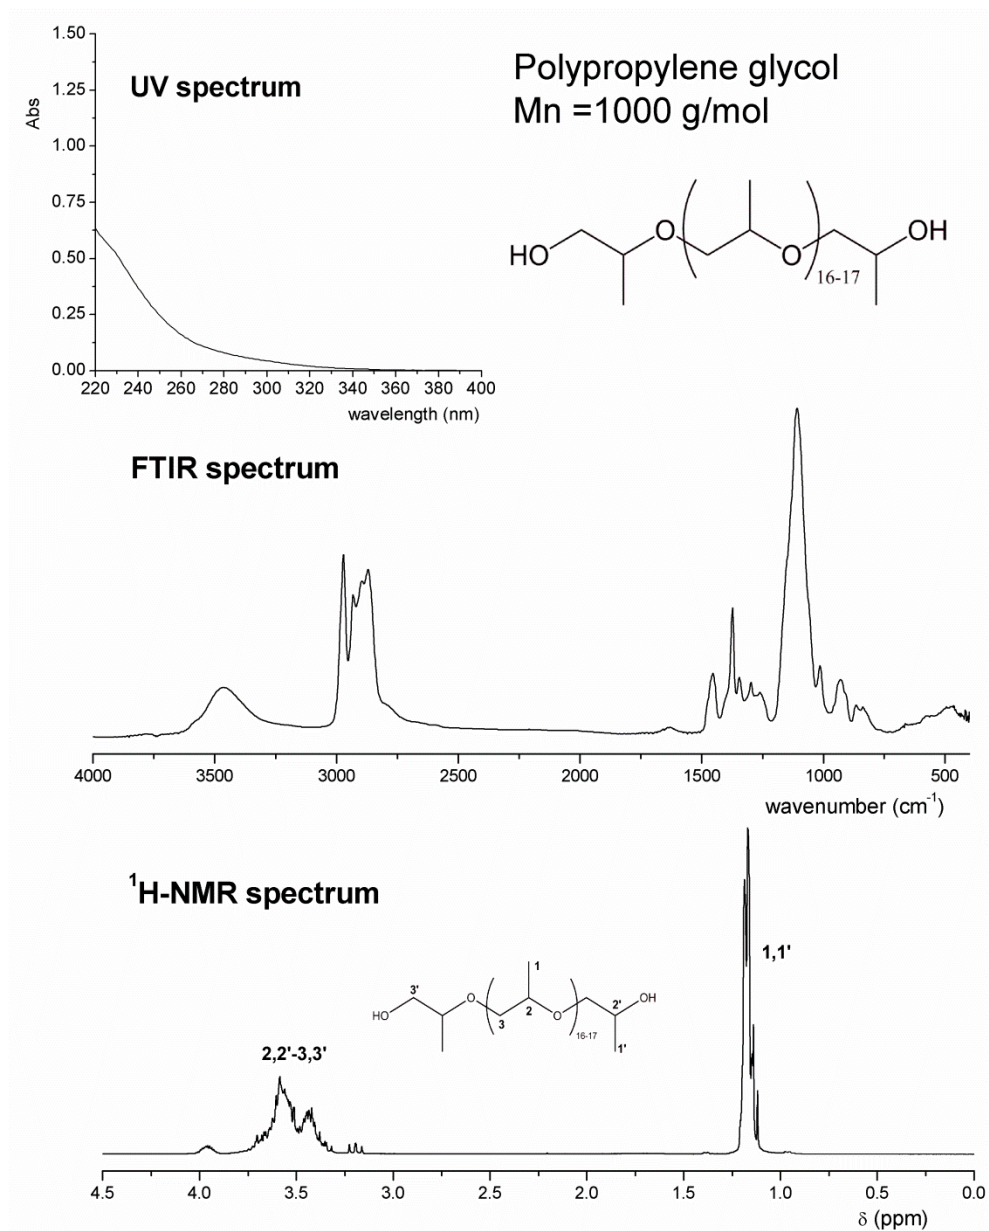 UV spectrum
Polypropylene glycol
Mn =1000 g/mol
Abs
1.50
1.25
1.00
0.75
0.50
0.25
0.00
220 240 260 280 300 320 340 360 380 400
wavelength (nm)
HO O O OH
16-17
FTIR spectrum
4000 3500 3000 2500 2000 1500 1000 500
wavenumber (cm⁻¹)
¹H-NMR spectrum
1,1'
1
3' O 2' OH
HO 3 2 O
16-17
1'
2,2'-3,3'
4.5 4.0 3.5 3.0 2.5 2.0 1.5 1.0 0.5 0.0
δ (ppm)